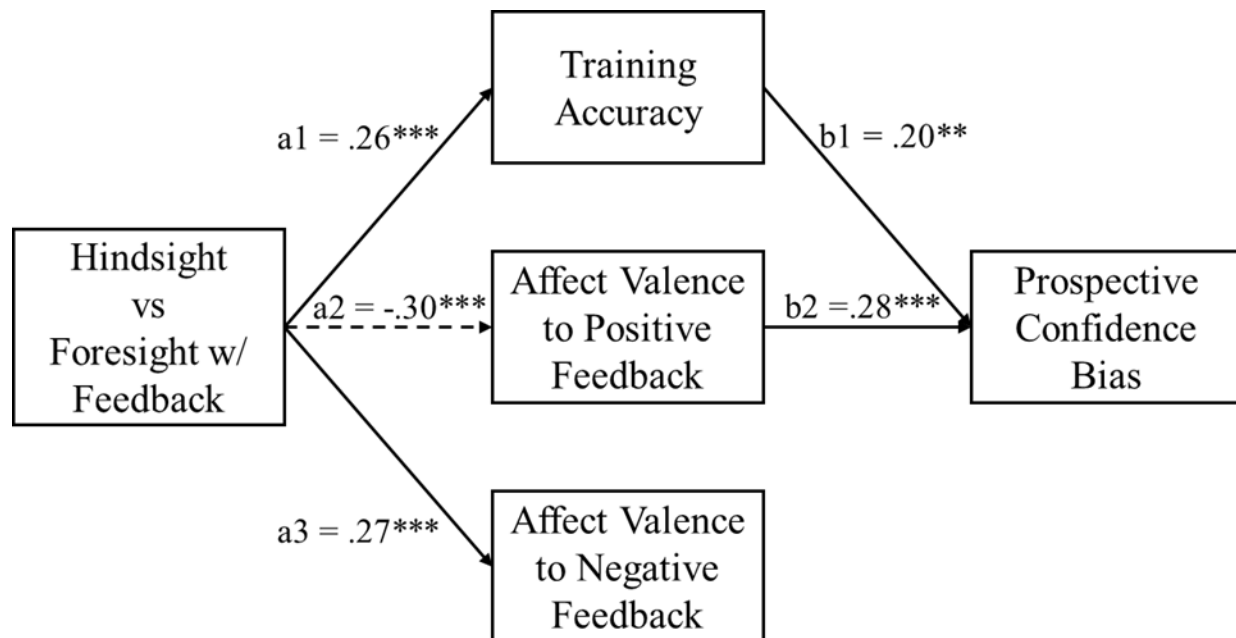 Training
Accuracy
a1 = .26***
b1 = .20**
Hindsight
vs
Foresight w/
Feedback
a2 = -.30***
Affect Valence
to Positive
Feedback
b2 =.28***
Prospective
Confidence
Bias
a3 = .27***
Affect Valence
to Negative
Feedback